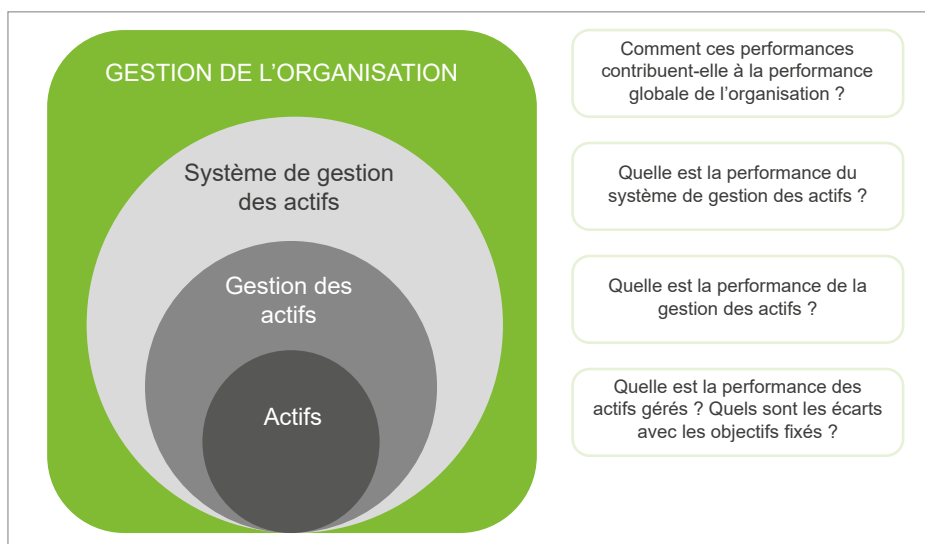 GESTION DE L’ORGANISATION
Système de gestion
des actifs
Gestion des
actifs
Actifs
Comment ces performances
contribuent-elle à la performance
globale de l’organisation ?
Quelle est la performance du
système de gestion des actifs ?
Quelle est la performance de la
gestion des actifs ?
Quelle est la performance des
actifs gérés ? Quels sont les écarts
avec les objectifs fixés ?